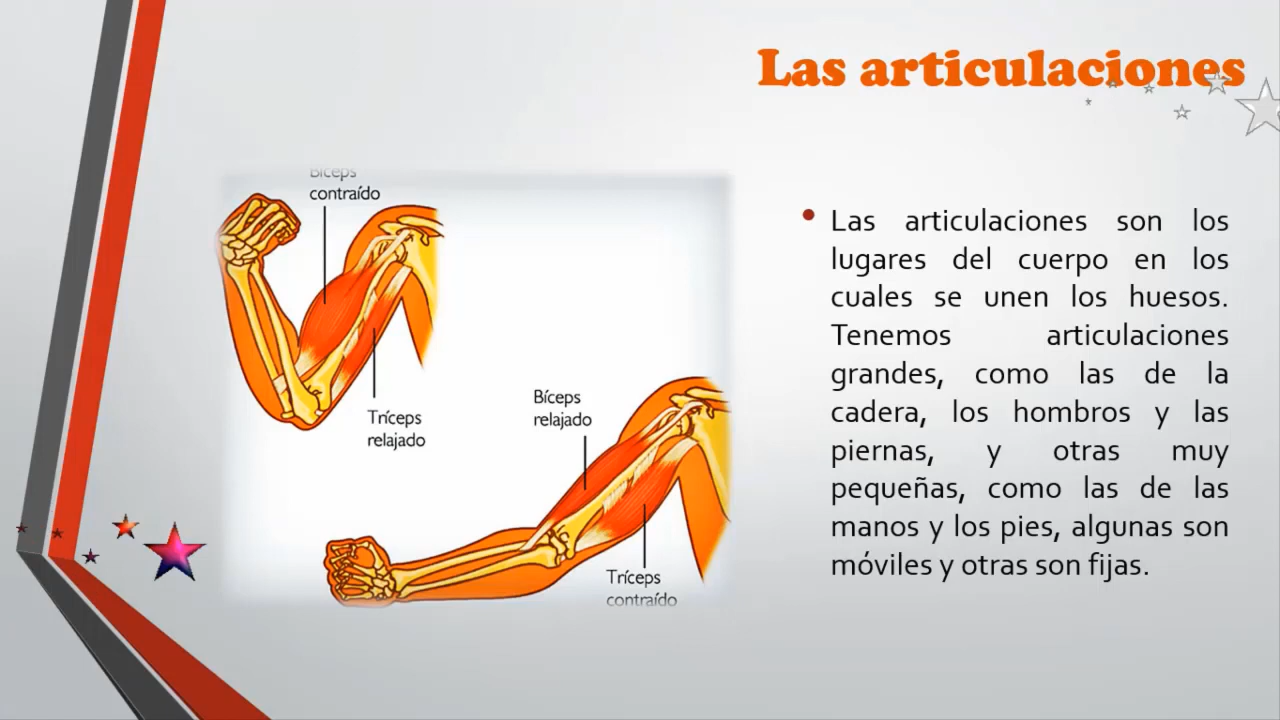 Las articulaciones
Bíceps
contraído
Tríceps
relajado
Bíceps
relajado
Tríceps
contraído
• Las articulaciones son los
lugares del cuerpo en los
cuales se unen los huesos.
Tenemos articulaciones
grandes, como las de la
cadera, los hombros y las
piernas, y otras muy
pequeñas, como las de las
manos y los pies, algunas son
móviles y otras son fijas.